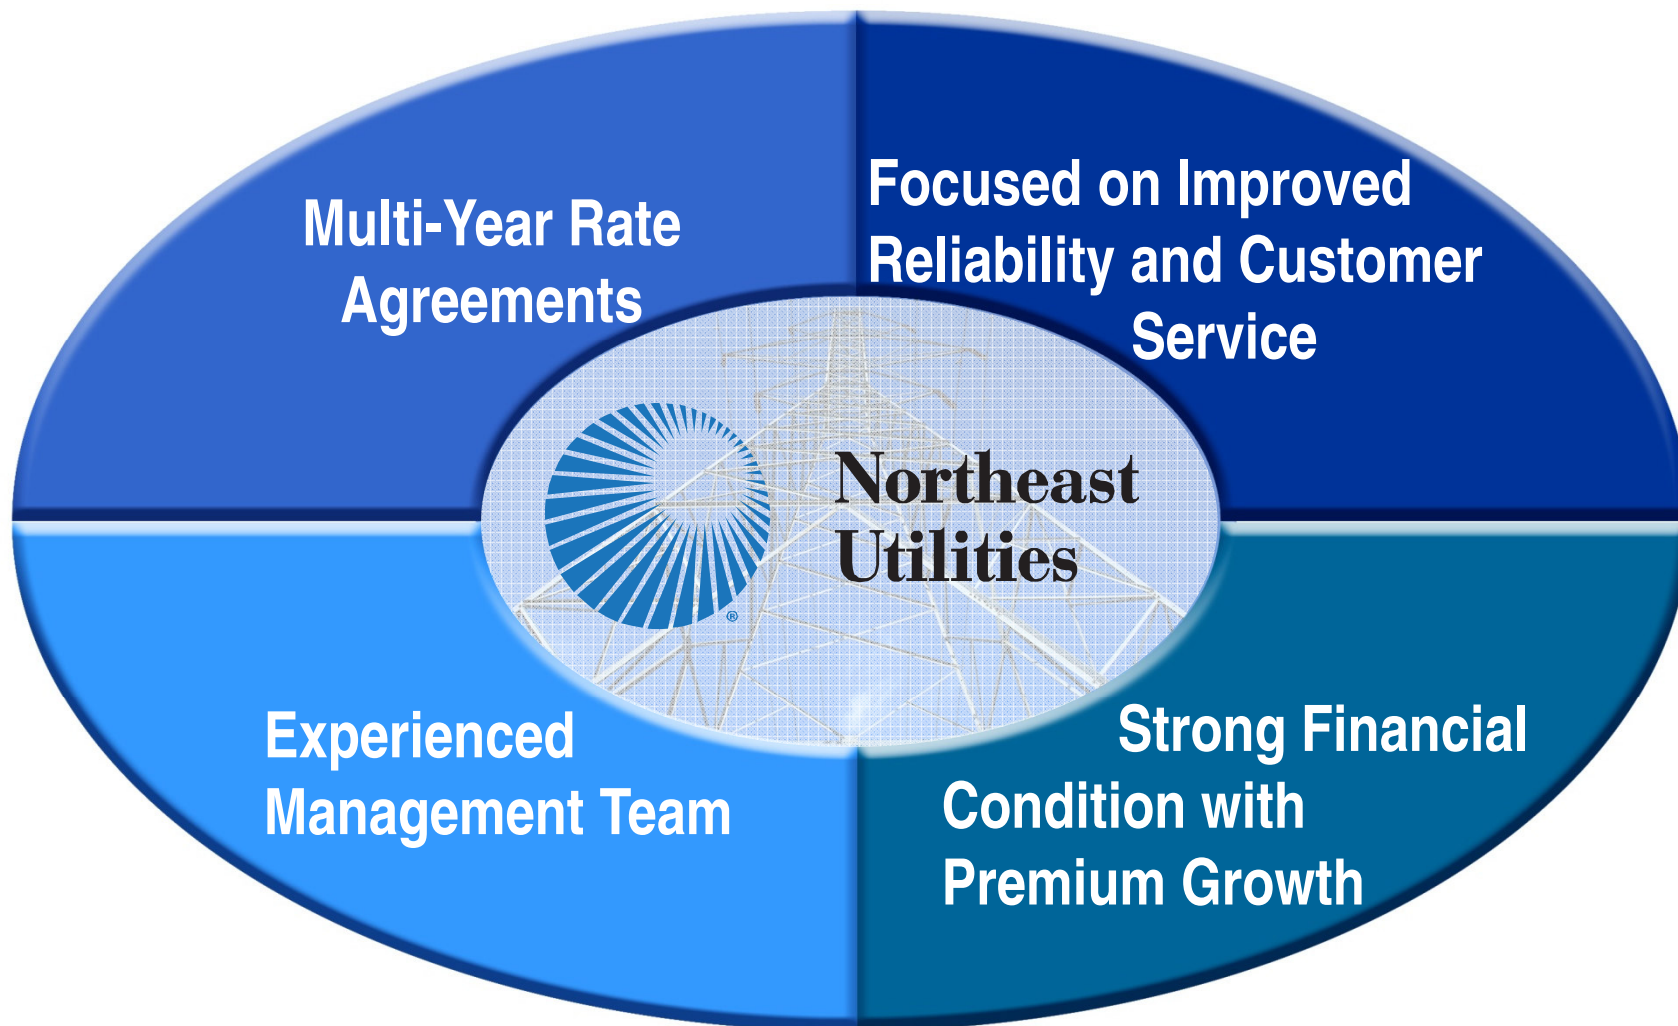 Multi-Year Rate
Agreements
Focused on Improved
Reliability and Customer
Service
Northeast
Utilities
®
Experienced
Management Team
Strong Financial
Condition with
Premium Growth